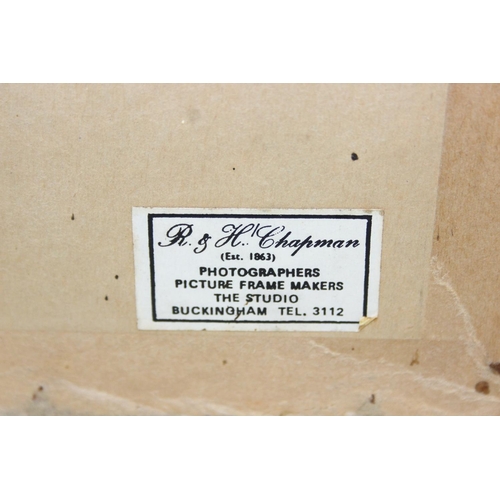 R. & H. Chapman
(Est. 1863)
PHOTOGRAPHERS
PICTURE FRAME MAKERS
THE STUDIO
BUCKINGHAM TEL. 3112